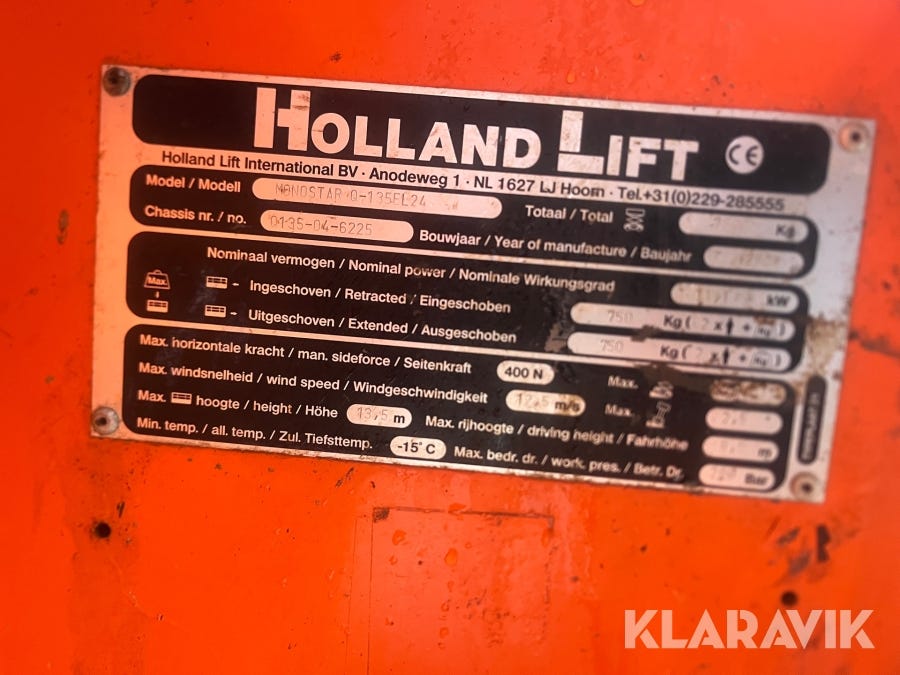 HOLLAND LIFT CE
Holland Lift International BV · Anodeweg 1 · NL 1627 LJ Hoorn · Tel.+31(0)229-285555
Model / Modell MONOSTAR Q-135EL24 Totaal / Total Kg
Chassis nr. / no. 0135-04-6225 Bouwjaar / Year of manufacture / Baujahr
Nominaal vermogen / Nominal power / Nominale Wirkungsgrad kW
Max. - Ingeschoven / Retracted / Eingeschoben 750 Kg ( 2 x + Kg )
- Uitgeschoven / Extended / Ausgeschoben 750 Kg ( 2 x + Kg )
Max. horizontale kracht / man. sideforce / Seitenkraft 400 N Max.
Max. windsnelheid / wind speed / Windgeschwindigkeit 12,5 m/s Max.
Max. hoogte / height / Höhe 13,5 m Max. rijhoogte / driving height / Fahrhöhe m
Min. temp. / all. temp. / Zul. Tiefsttemp. -15°C Max. bedr. dr. / work. pres. / Betr. Dr. Bar
KLARAVIK